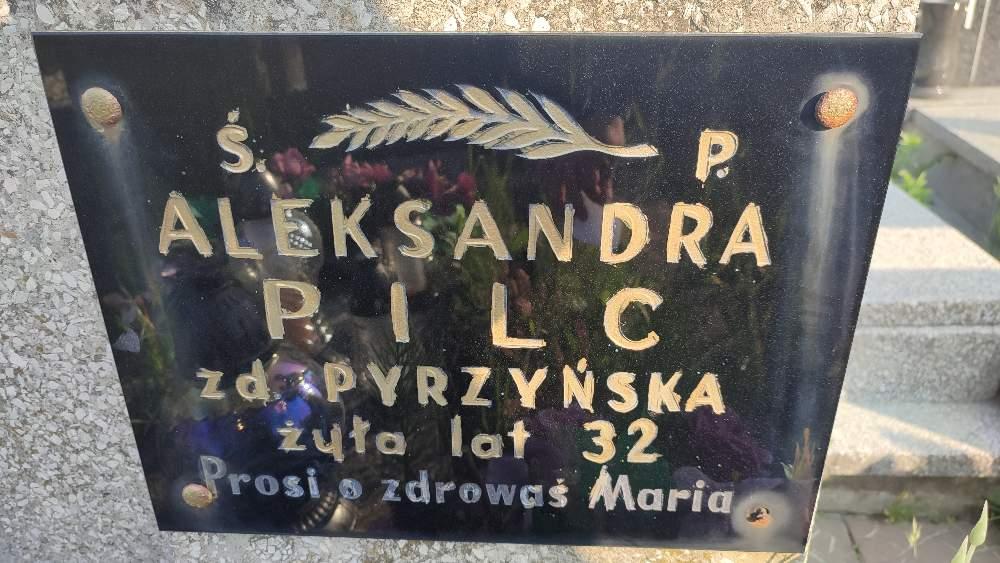 Ś. P.
ALEKSANDRA
PILC
zd. PYRZYŃSKA
żyła lat 32
Prosi o zdrowaś Maria